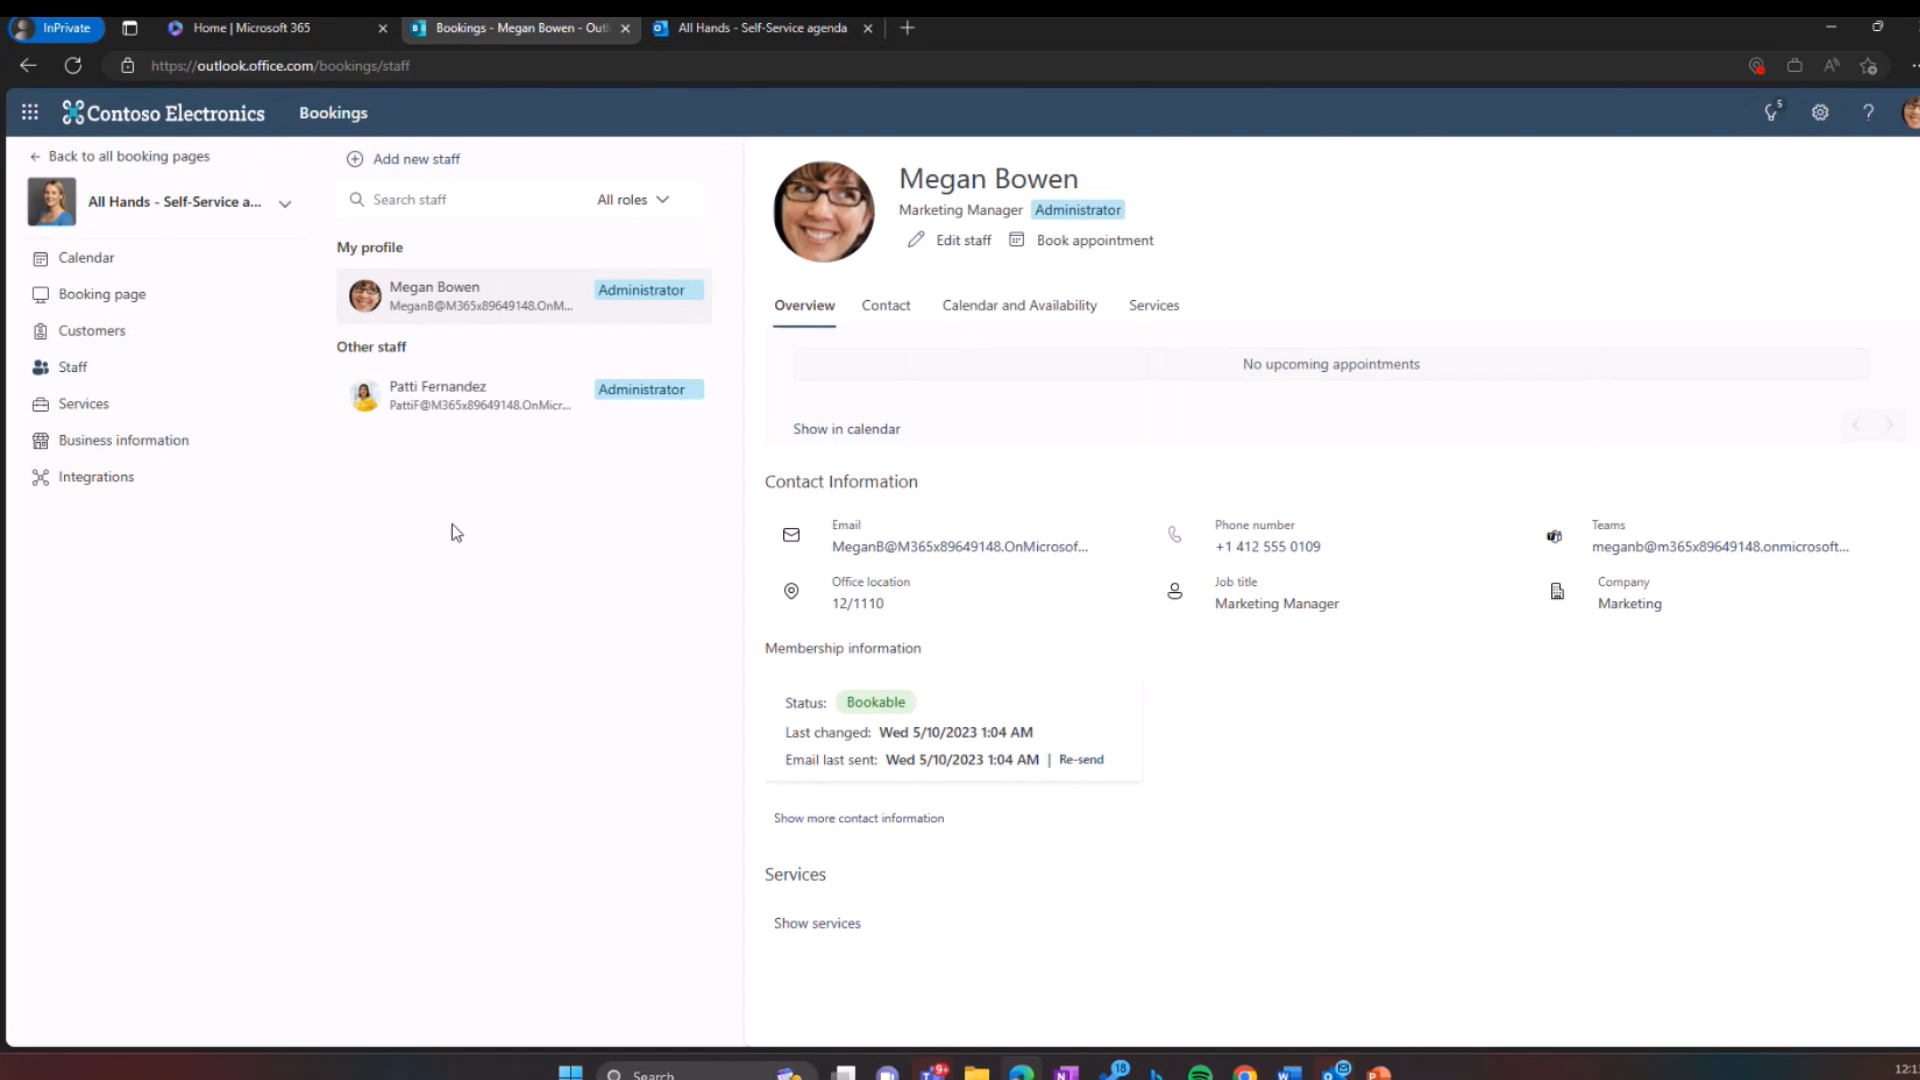 InPrivate
Home | Microsoft 365
Bookings - Megan Bowen - Outl
All Hands - Self-Service agenda
https://outlook.office.com/bookings/staff
Contoso Electronics
Bookings
5
?
Back to all booking pages
All Hands - Self-Service a...
Calendar
Booking page
Customers
Staff
Services
Business information
Integrations
Add new staff
Search staff
All roles
My profile
Megan Bowen
Administrator
MeganB@M365x89649148.OnM...
Other staff
Patti Fernandez
Administrator
PattiF@M365x89649148.OnMicr...
Megan Bowen
Marketing Manager Administrator
Edit staff
Book appointment
Overview
Contact
Calendar and Availability
Services
No upcoming appointments
Show in calendar
Contact Information
Email
MeganB@M365x89649148.OnMicrosof...
Phone number
+1 412 555 0109
Teams
meganb@m365x89649148.onmicrosoft...
Office location
12/1110
Job title
Marketing Manager
Company
Marketing
Membership information
Status: Bookable
Last changed: Wed 5/10/2023 1:04 AM
Email last sent: Wed 5/10/2023 1:04 AM | Re-send
Show more contact information
Services
Show services
Search
9+
18